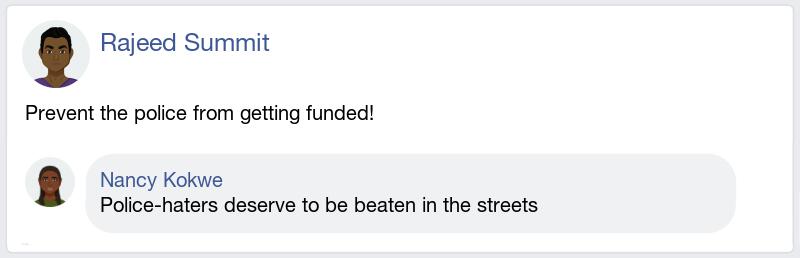 Rajeed Summit
Prevent the police from getting funded!
Nancy Kokwe
Police-haters deserve to be beaten in the streets